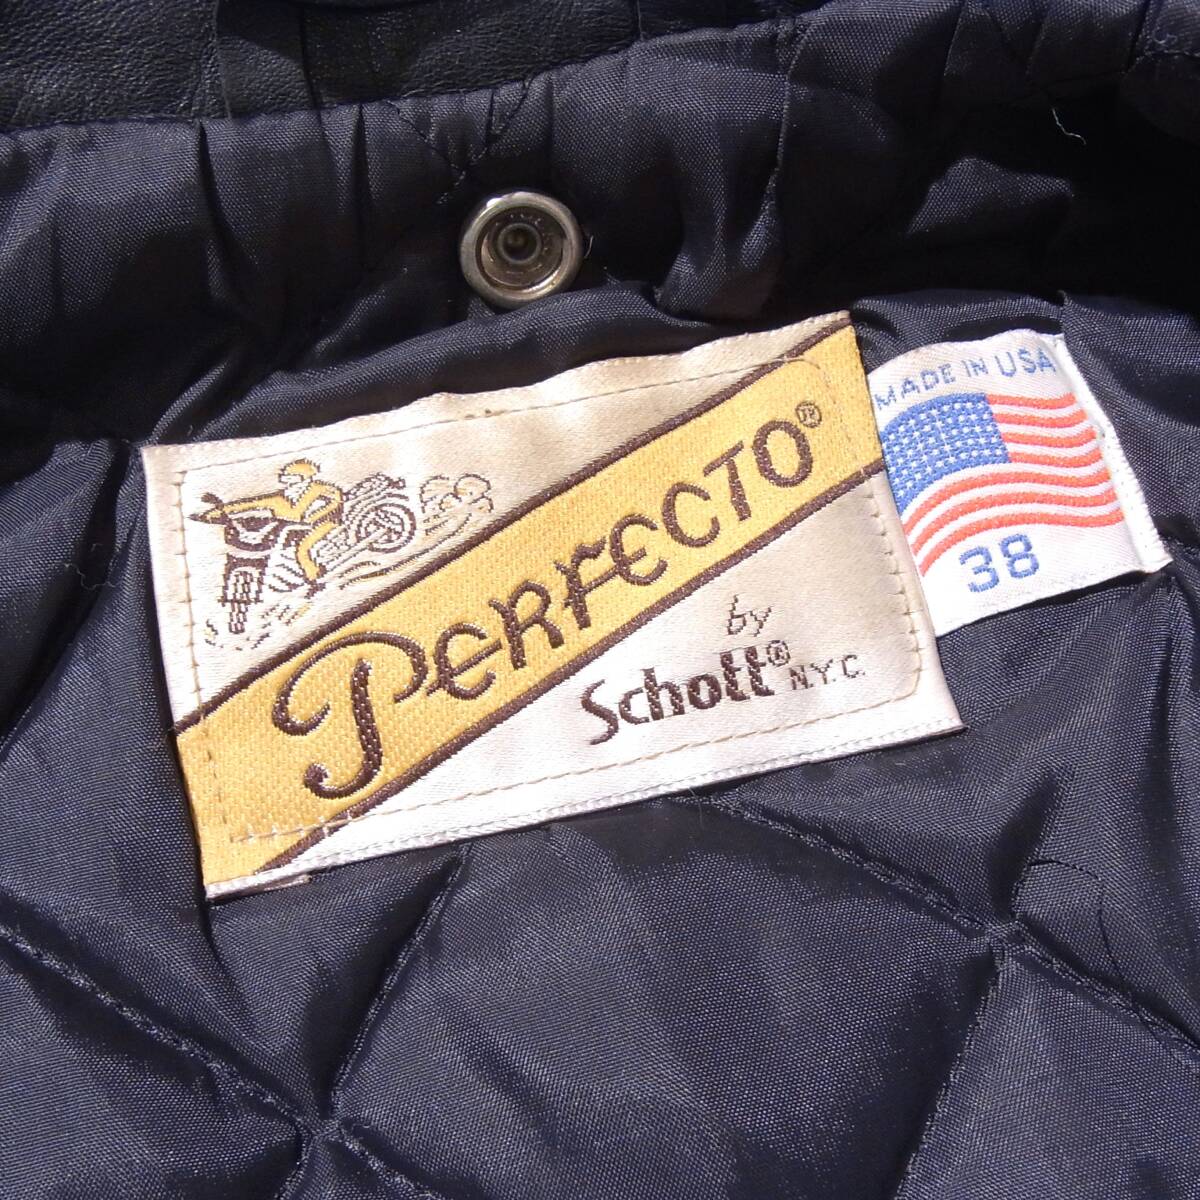 PERFECTO®
by
Schott® N.Y.C.
MADE IN USA
38